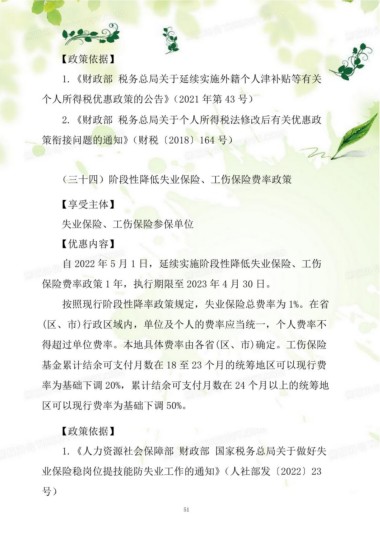 【政策依据】
1.《财政部 税务总局关于延续实施外籍个人津补贴等有关
个人所得税优惠政策的公告》（2021 年第 43 号）
2.《财政部 税务总局关于个人所得税法修改后有关优惠政
策衔接问题的通知》（财税〔2018〕164 号）
（三十四）阶段性降低失业保险、工伤保险费率政策
【享受主体】
失业保险、工伤保险参保单位
【优惠内容】
自 2022 年 5 月 1 日，延续实施阶段性降低失业保险、工伤
保险费率政策 1 年，执行期限至 2023 年 4 月 30 日。
按照现行阶段性降率政策规定，失业保险总费率为 1%。在省
(区、市)行政区域内，单位及个人的费率应当统一，个人费率不
得超过单位费率。本地具体费率由各省(区、市)确定。工伤保险
基金累计结余可支付月数在 18 至 23 个月的统筹地区可以现行费
率为基础下调 20%，累计结余可支付月数在 24 个月以上的统筹地
区可以现行费率为基础下调 50%。
【政策依据】
1.《人力资源社会保障部 财政部 国家税务总局关于做好失
业保险稳岗位提技能防失业工作的通知》（人社部发〔2022〕23
号）
51